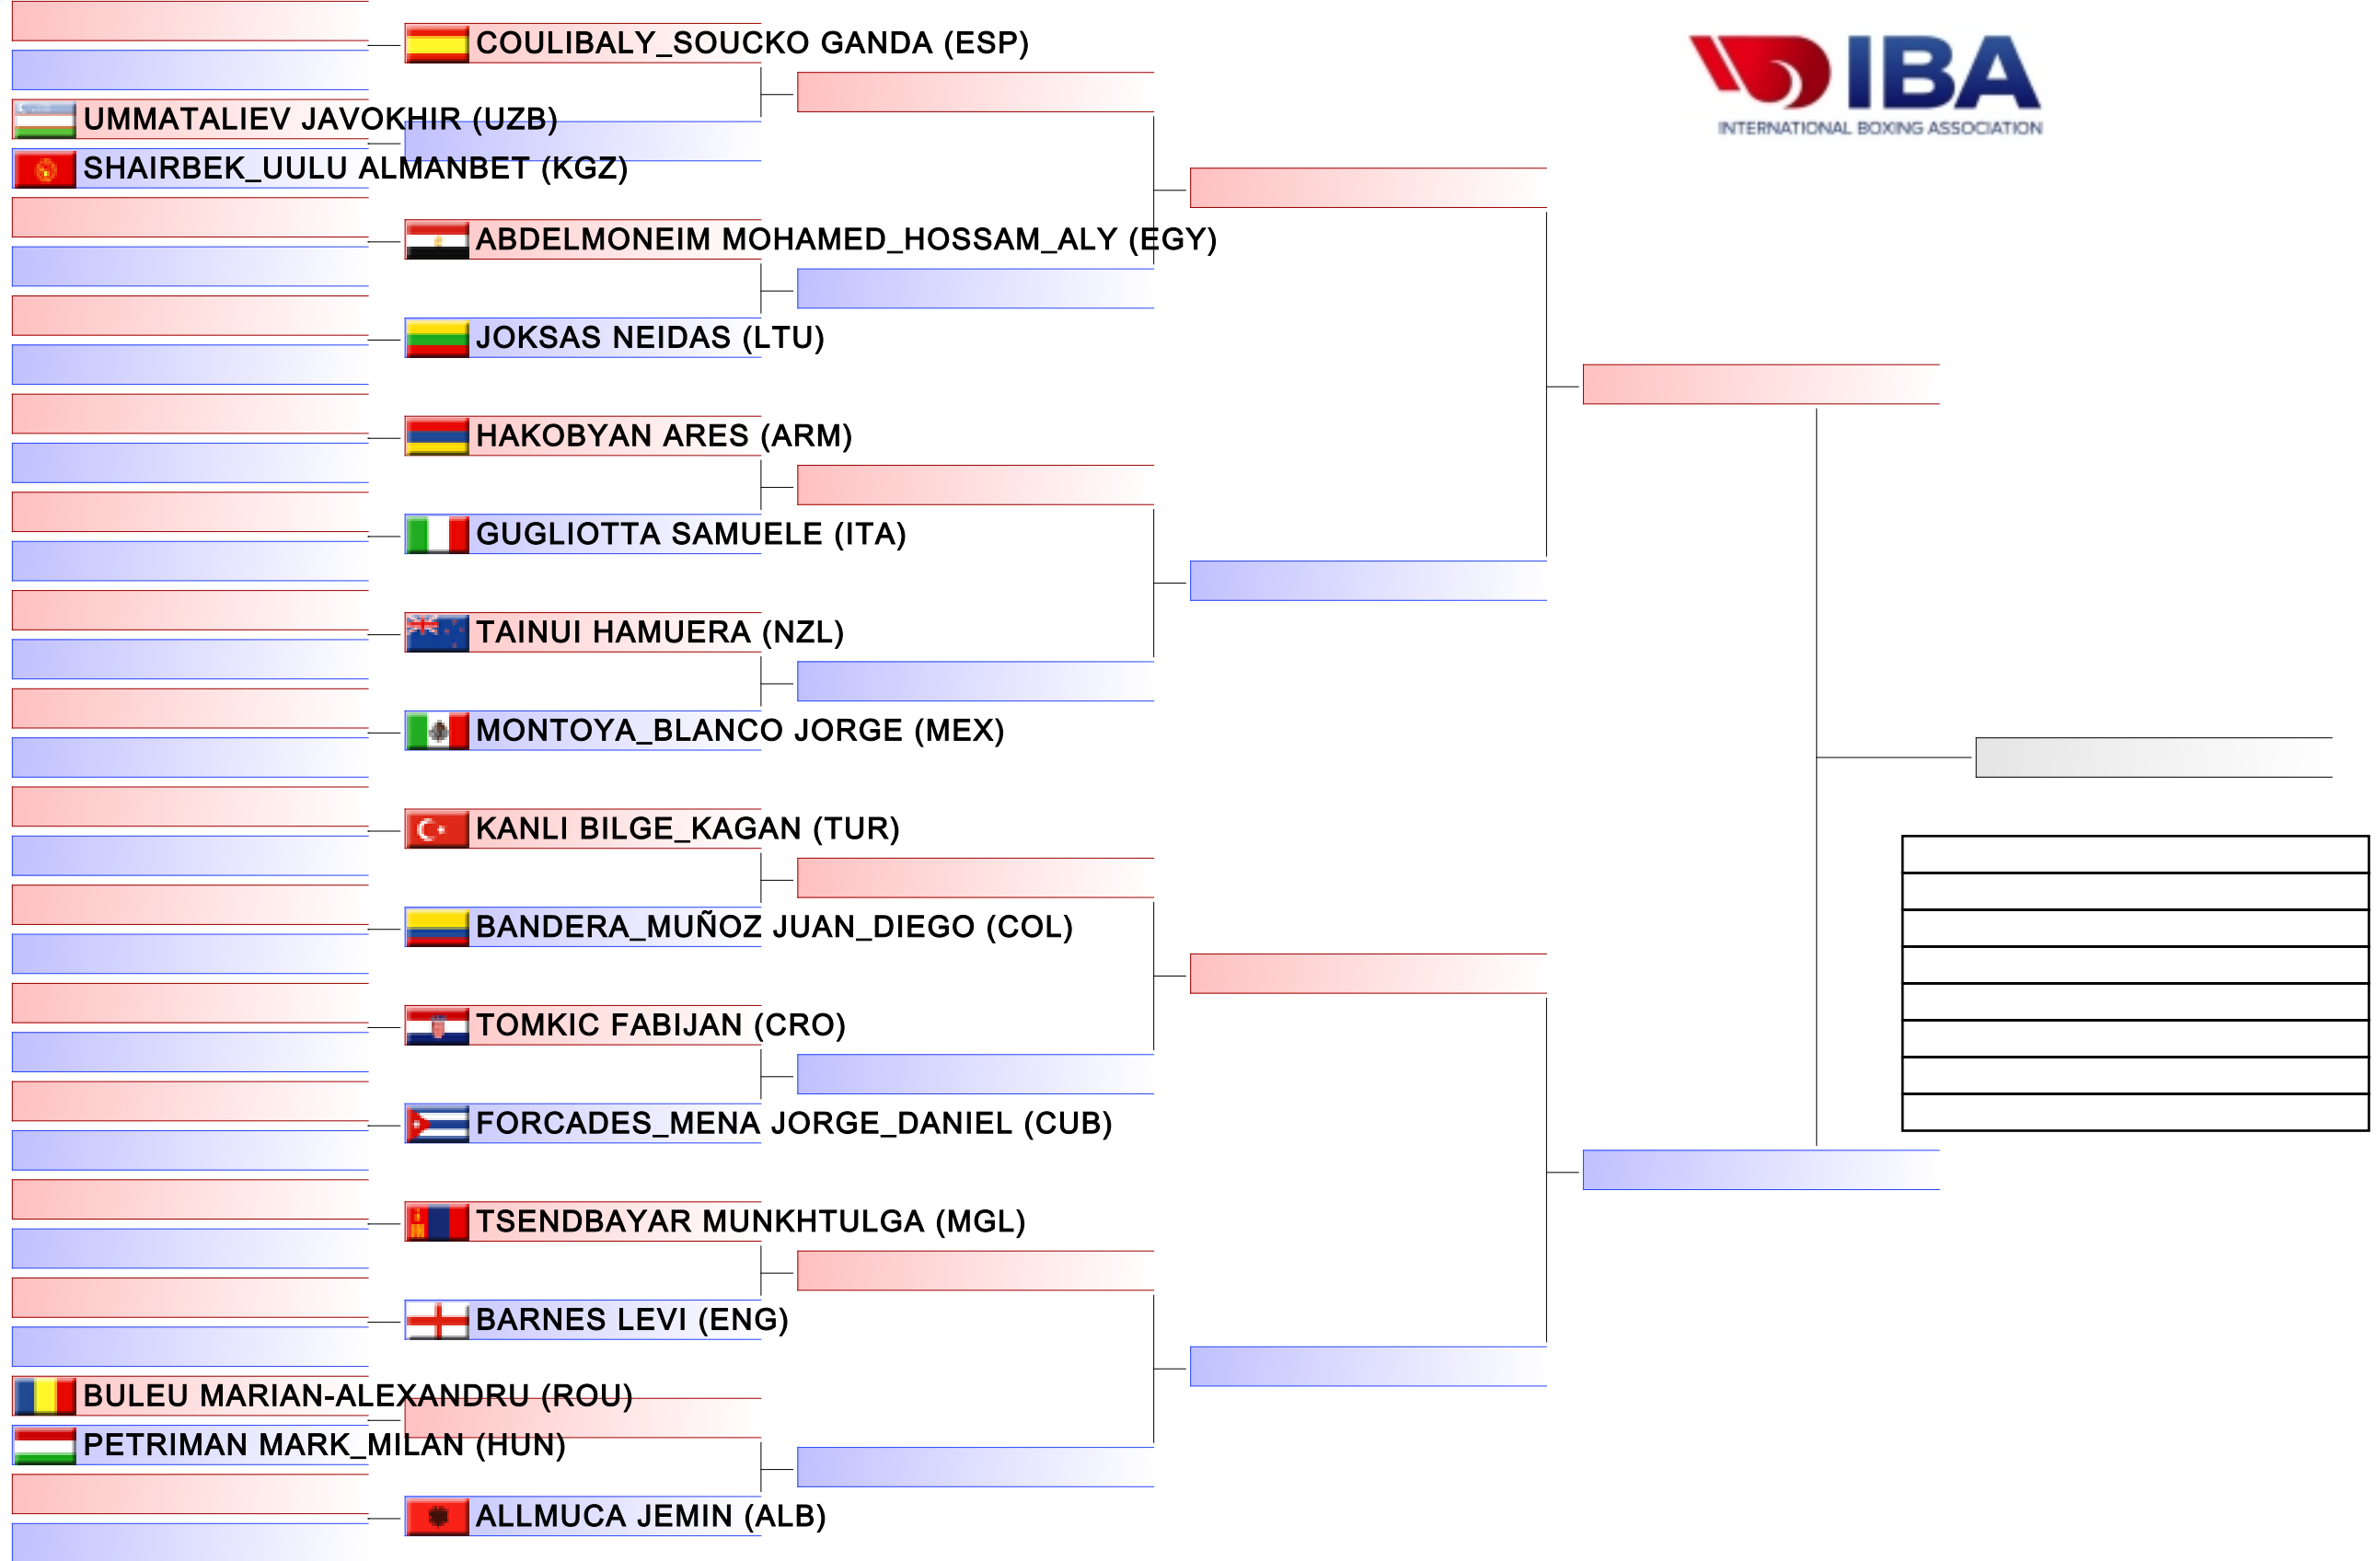 COULIBALY_SOUCKO GANDA (ESP)
IBA
INTERNATIONAL BOXING ASSOCIATION
UMMATALIEV JAVOKHIR (UZB)
SHAIRBEK_UULU ALMANBET (KGZ)
ABDELMONEIM MOHAMED_HOSSAM_ALY (EGY)
JOKSAS NEIDAS (LTU)
HAKOBYAN ARES (ARM)
GUGLIOTTA SAMUELE (ITA)
TAINUI HAMUERA (NZL)
MONTOYA_BLANCO JORGE (MEX)
KANLI BILGE_KAGAN (TUR)
BANDERA_MUÑOZ JUAN_DIEGO (COL)
TOMKIC FABIJAN (CRO)
FORCADES_MENA JORGE_DANIEL (CUB)
TSENDBAYAR MUNKHTULGA (MGL)
BARNES LEVI (ENG)
BULEU MARIAN-ALEXANDRU (ROU)
PETRIMAN MARK_MILAN (HUN)
ALLMUCA JEMIN (ALB)